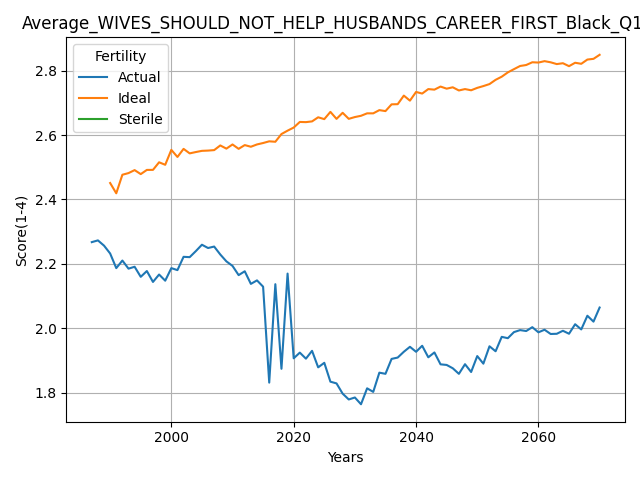 Average_WIVES_SHOULD_NOT_HELP_HUSBANDS_CAREER_FIRST_Black_Q1
Fertility
Actual
Ideal
Sterile
Score(1-4)
2.8
2.6
2.4
2.2
2.0
1.8
2000
2020
2040
2060
Years